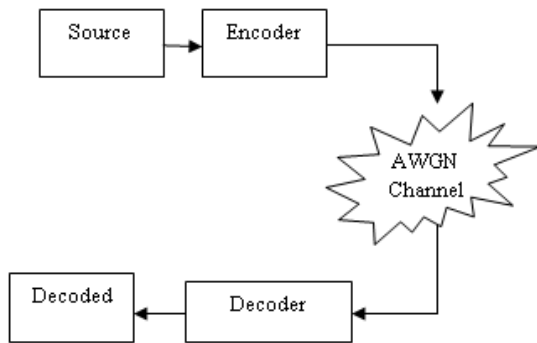 Source
Encoder
AWGN
Channel
Decoder
Decoded